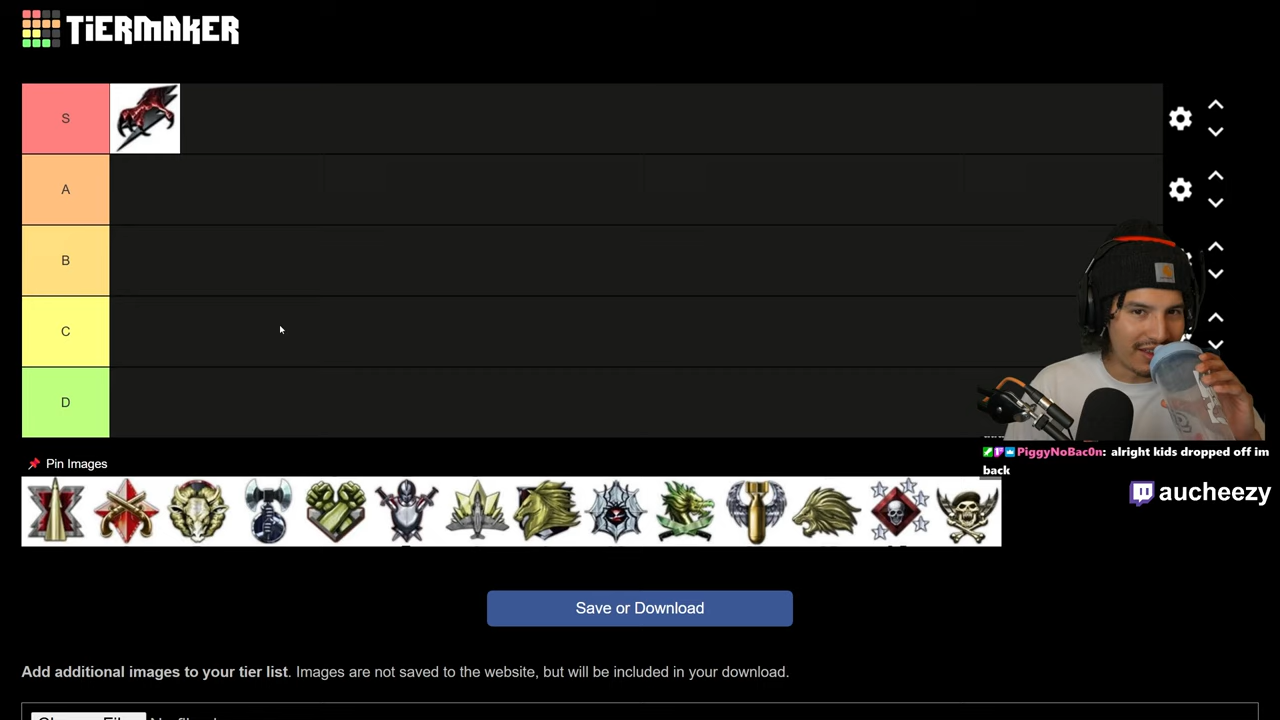 TiERMAKER
S
A
B
C
D
Pin Images
PiggyNoBac0n: alright kids dropped off im
back
aucheezy
Save or Download
Add additional images to your tier list. Images are not saved to the website, but will be included in your download.